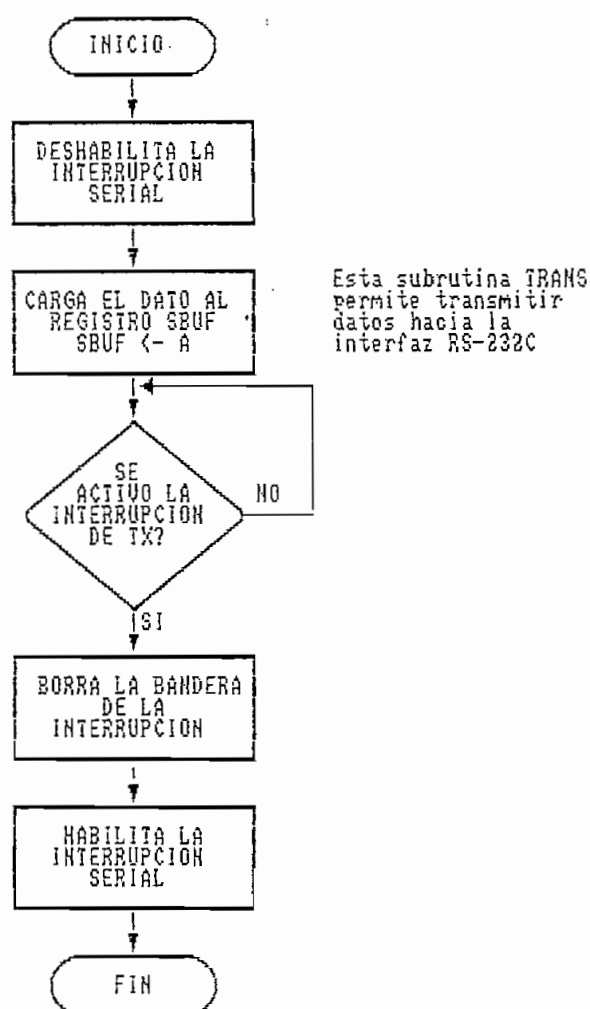 INICIO
DESHABILITA LA
INTERRUPCION
SERIAL
CARGA EL DATO AL
REGISTRO SBUF
SBUF <- A
Esta subrutina TRANS
permite transmitir
datos hacia la
interfaz RS-232C
SE
ACTIVO LA
INTERRUPCION
DE TX?
NO
SI
BORRA LA BANDERA
DE LA
INTERRUPCION
HABILITA LA
INTERRUPCION
SERIAL
FIN